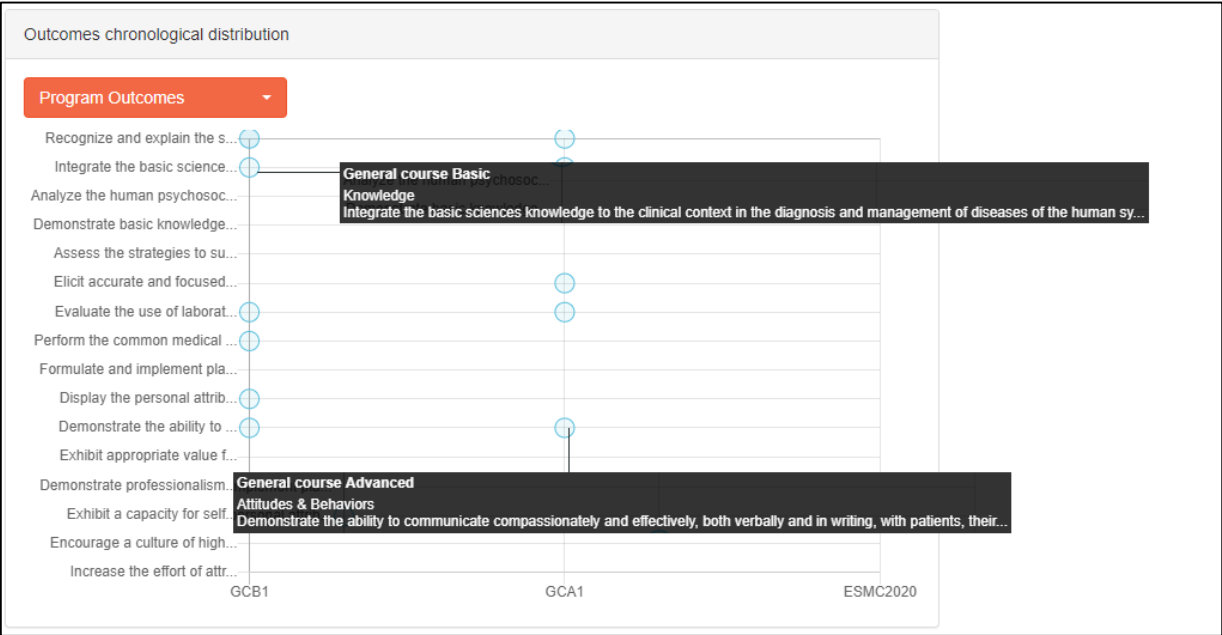 Outcomes chronological distribution
Program Outcomes
Recognize and explain the s...
Integrate the basic science...
General course Basic
Analyze the human psychosoc...
Knowledge
Integrate the basic sciences knowledge to the clinical context in the diagnosis and management of diseases of the human sy...
Analyze the human psychosoc...
Demonstrate basic knowledge...
Assess the strategies to su...
Elicit accurate and focused...
Evaluate the use of laborat...
Perform the common medical ...
Formulate and implement pla...
Display the personal attrib...
Demonstrate the ability to ...
Exhibit appropriate value f...
Demonstrate professionalism...
General course Advanced
Attitudes & Behaviors
Exhibit a capacity for self...
Demonstrate the ability to communicate compassionately and effectively, both verbally and in writing, with patients, their...
Encourage a culture of high...
Increase the effort of attr...
GCB1
GCA1
ESMC2020